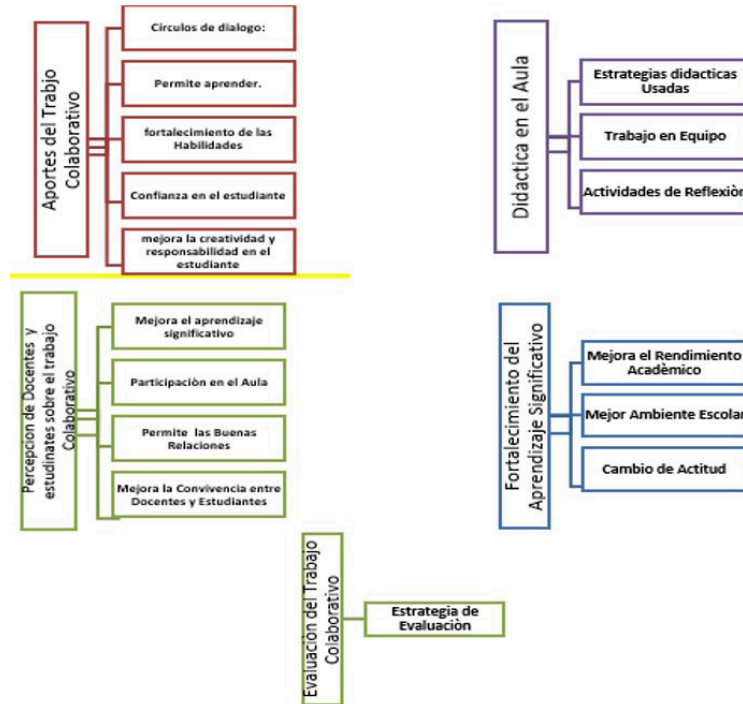 Aportes del Trabjo
Colaborativo
Círculos de dialogo:
Permite aprender.
fortalecimiento de las
Habilidades
Confianza en el estudiante
mejora la creatividad y
responsabilidad en el
estudiante
Didactica en el Aula
Estrategias didacticas
Usadas
Trabajo en Equipo
Actividades de Reflexiòn
Percepcion de Docentes y
estudinates sobre el trabajo
Colaborativo
Mejora el aprendizaje
significativo
Participaciòn en el Aula
Permite las Buenas
Relaciones
Mejora la Convivencia entre
Docentes y Estudiantes
Fortalecimiento del
Aprendizaje Significativo
Mejora el Rendimiento
Acadèmico
Mejor Ambiente Escolar
Cambio de Actitud
Evaluaciòn del Trabajo
Colaborativo
Estrategia de
Evaluaciòn